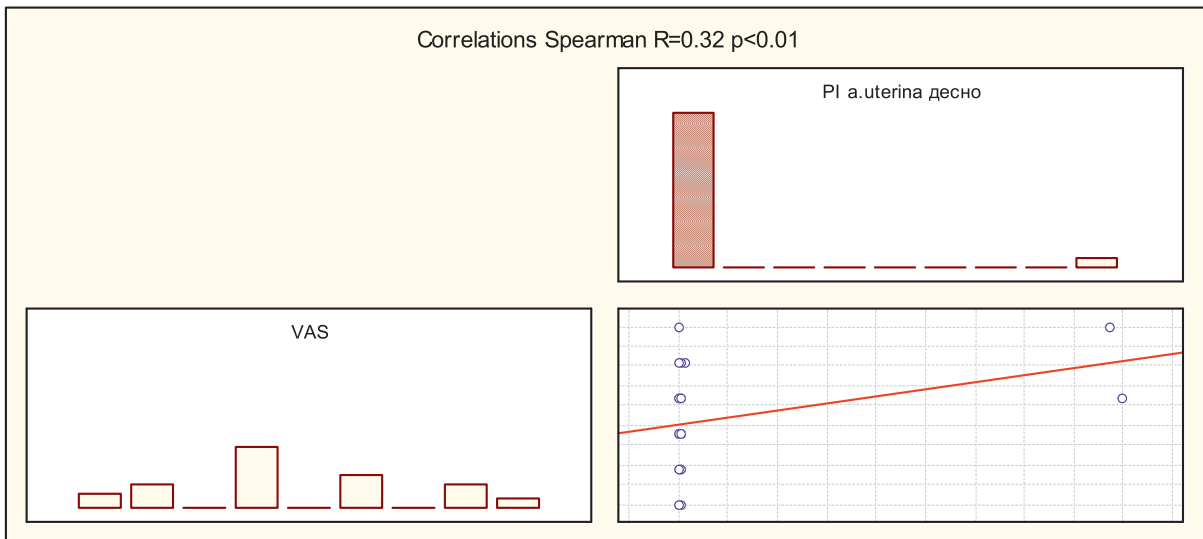 Correlations Spearman R=0.32 p<0.01
PI a.uterina десно
VAS